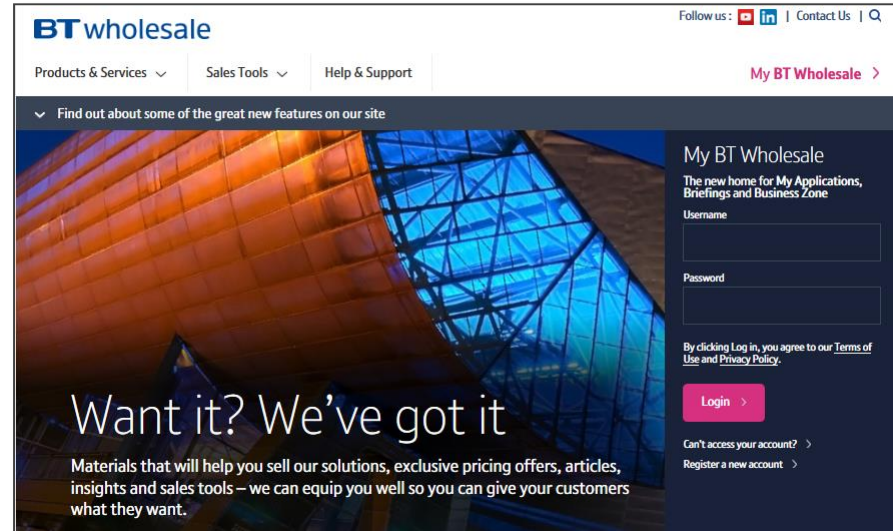 Follow us : | Contact Us |
BT wholesale
Products & Services Sales Tools Help & Support My BT Wholesale
Find out about some of the great new features on our site
My BT Wholesale
The new home for My Applications,
Briefings and Business Zone
Username
Password
By clicking Log in, you agree to our Terms of
Use and Privacy Policy.
Login
Can't access your account?
Register a new account
Want it? We've got it
Materials that will help you sell our solutions, exclusive pricing offers, articles,
insights and sales tools – we can equip you well so you can give your customers
what they want.